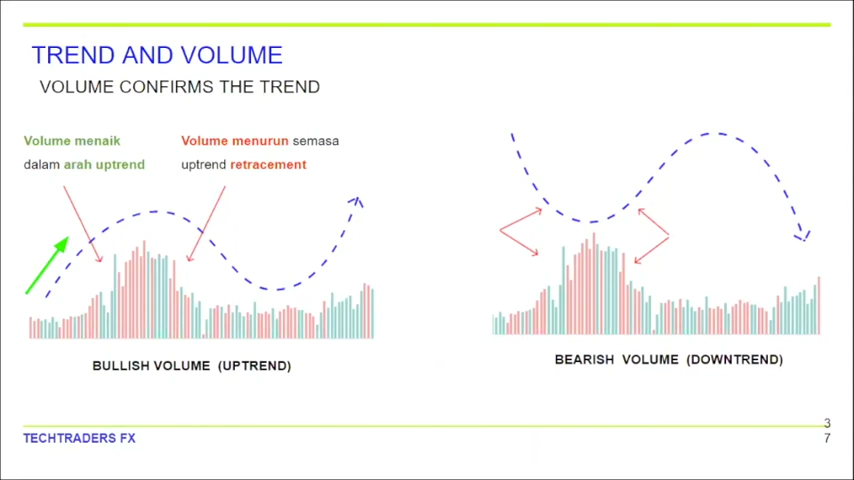 TREND AND VOLUME
VOLUME CONFIRMS THE TREND
Volume menaik
dalam arah uptrend
Volume menurun semasa
uptrend retracement
BULLISH VOLUME (UPTREND)
BEARISH VOLUME (DOWNTREND)
TECHTRADERS FX
3
7